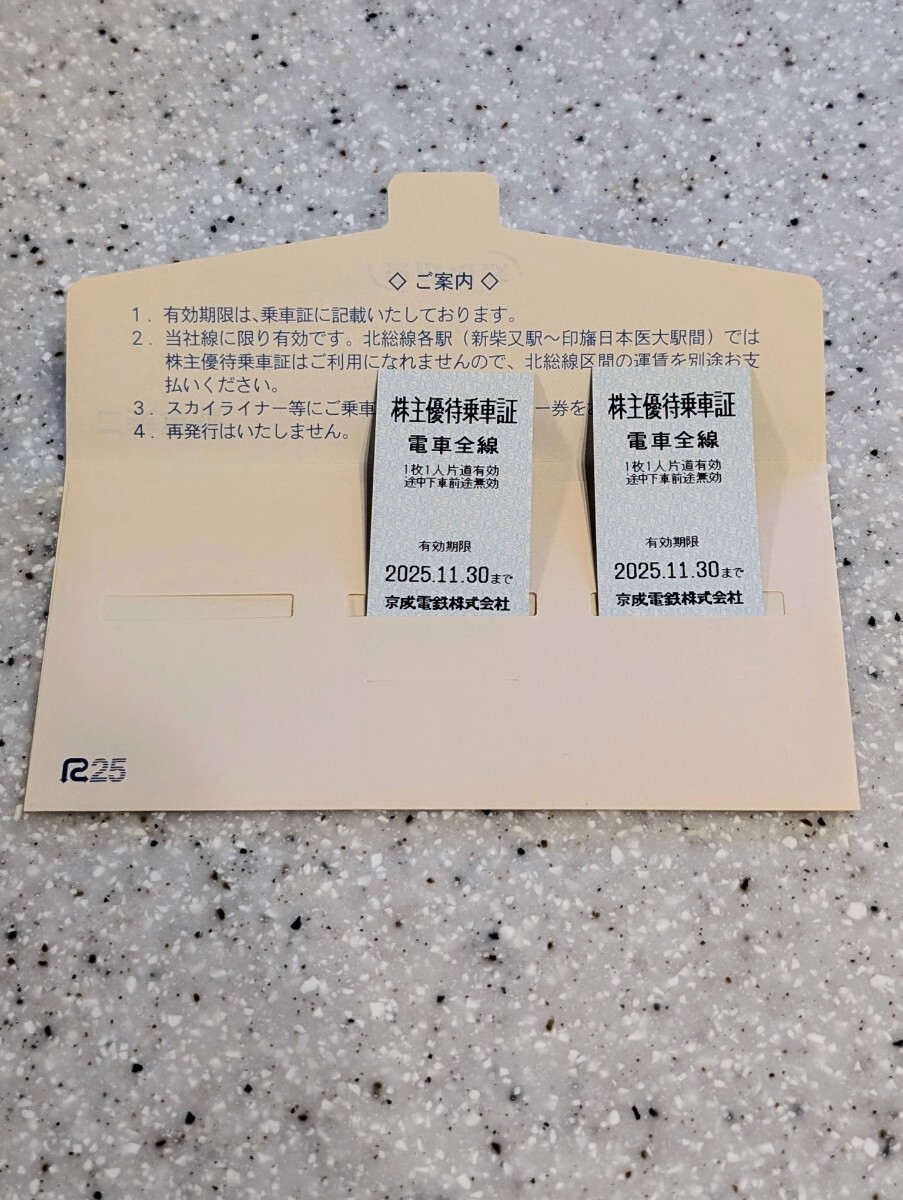 ◇ ご案内 ◇
1．有効期限は、乗車証に記載いたしております。
2．当社線に限り有効です。北総線各駅（新柴又駅～印旛日本医大駅間）では
株主優待乗車証はご利用になれませんので、北総線区間の運賃を別途お支
払いください。
3．スカイライナー等にご乗車
ー券を
4．再発行はいたしません。
株主優待乗車証
電車全線
1枚1人片道有効
途中下車前途無効
有効期限
2025.11.30まで
京成電鉄株式会社
株主優待乗車証
電車全線
1枚1人片道有効
途中下車前途無効
有効期限
2025.11.30まで
京成電鉄株式会社
R25